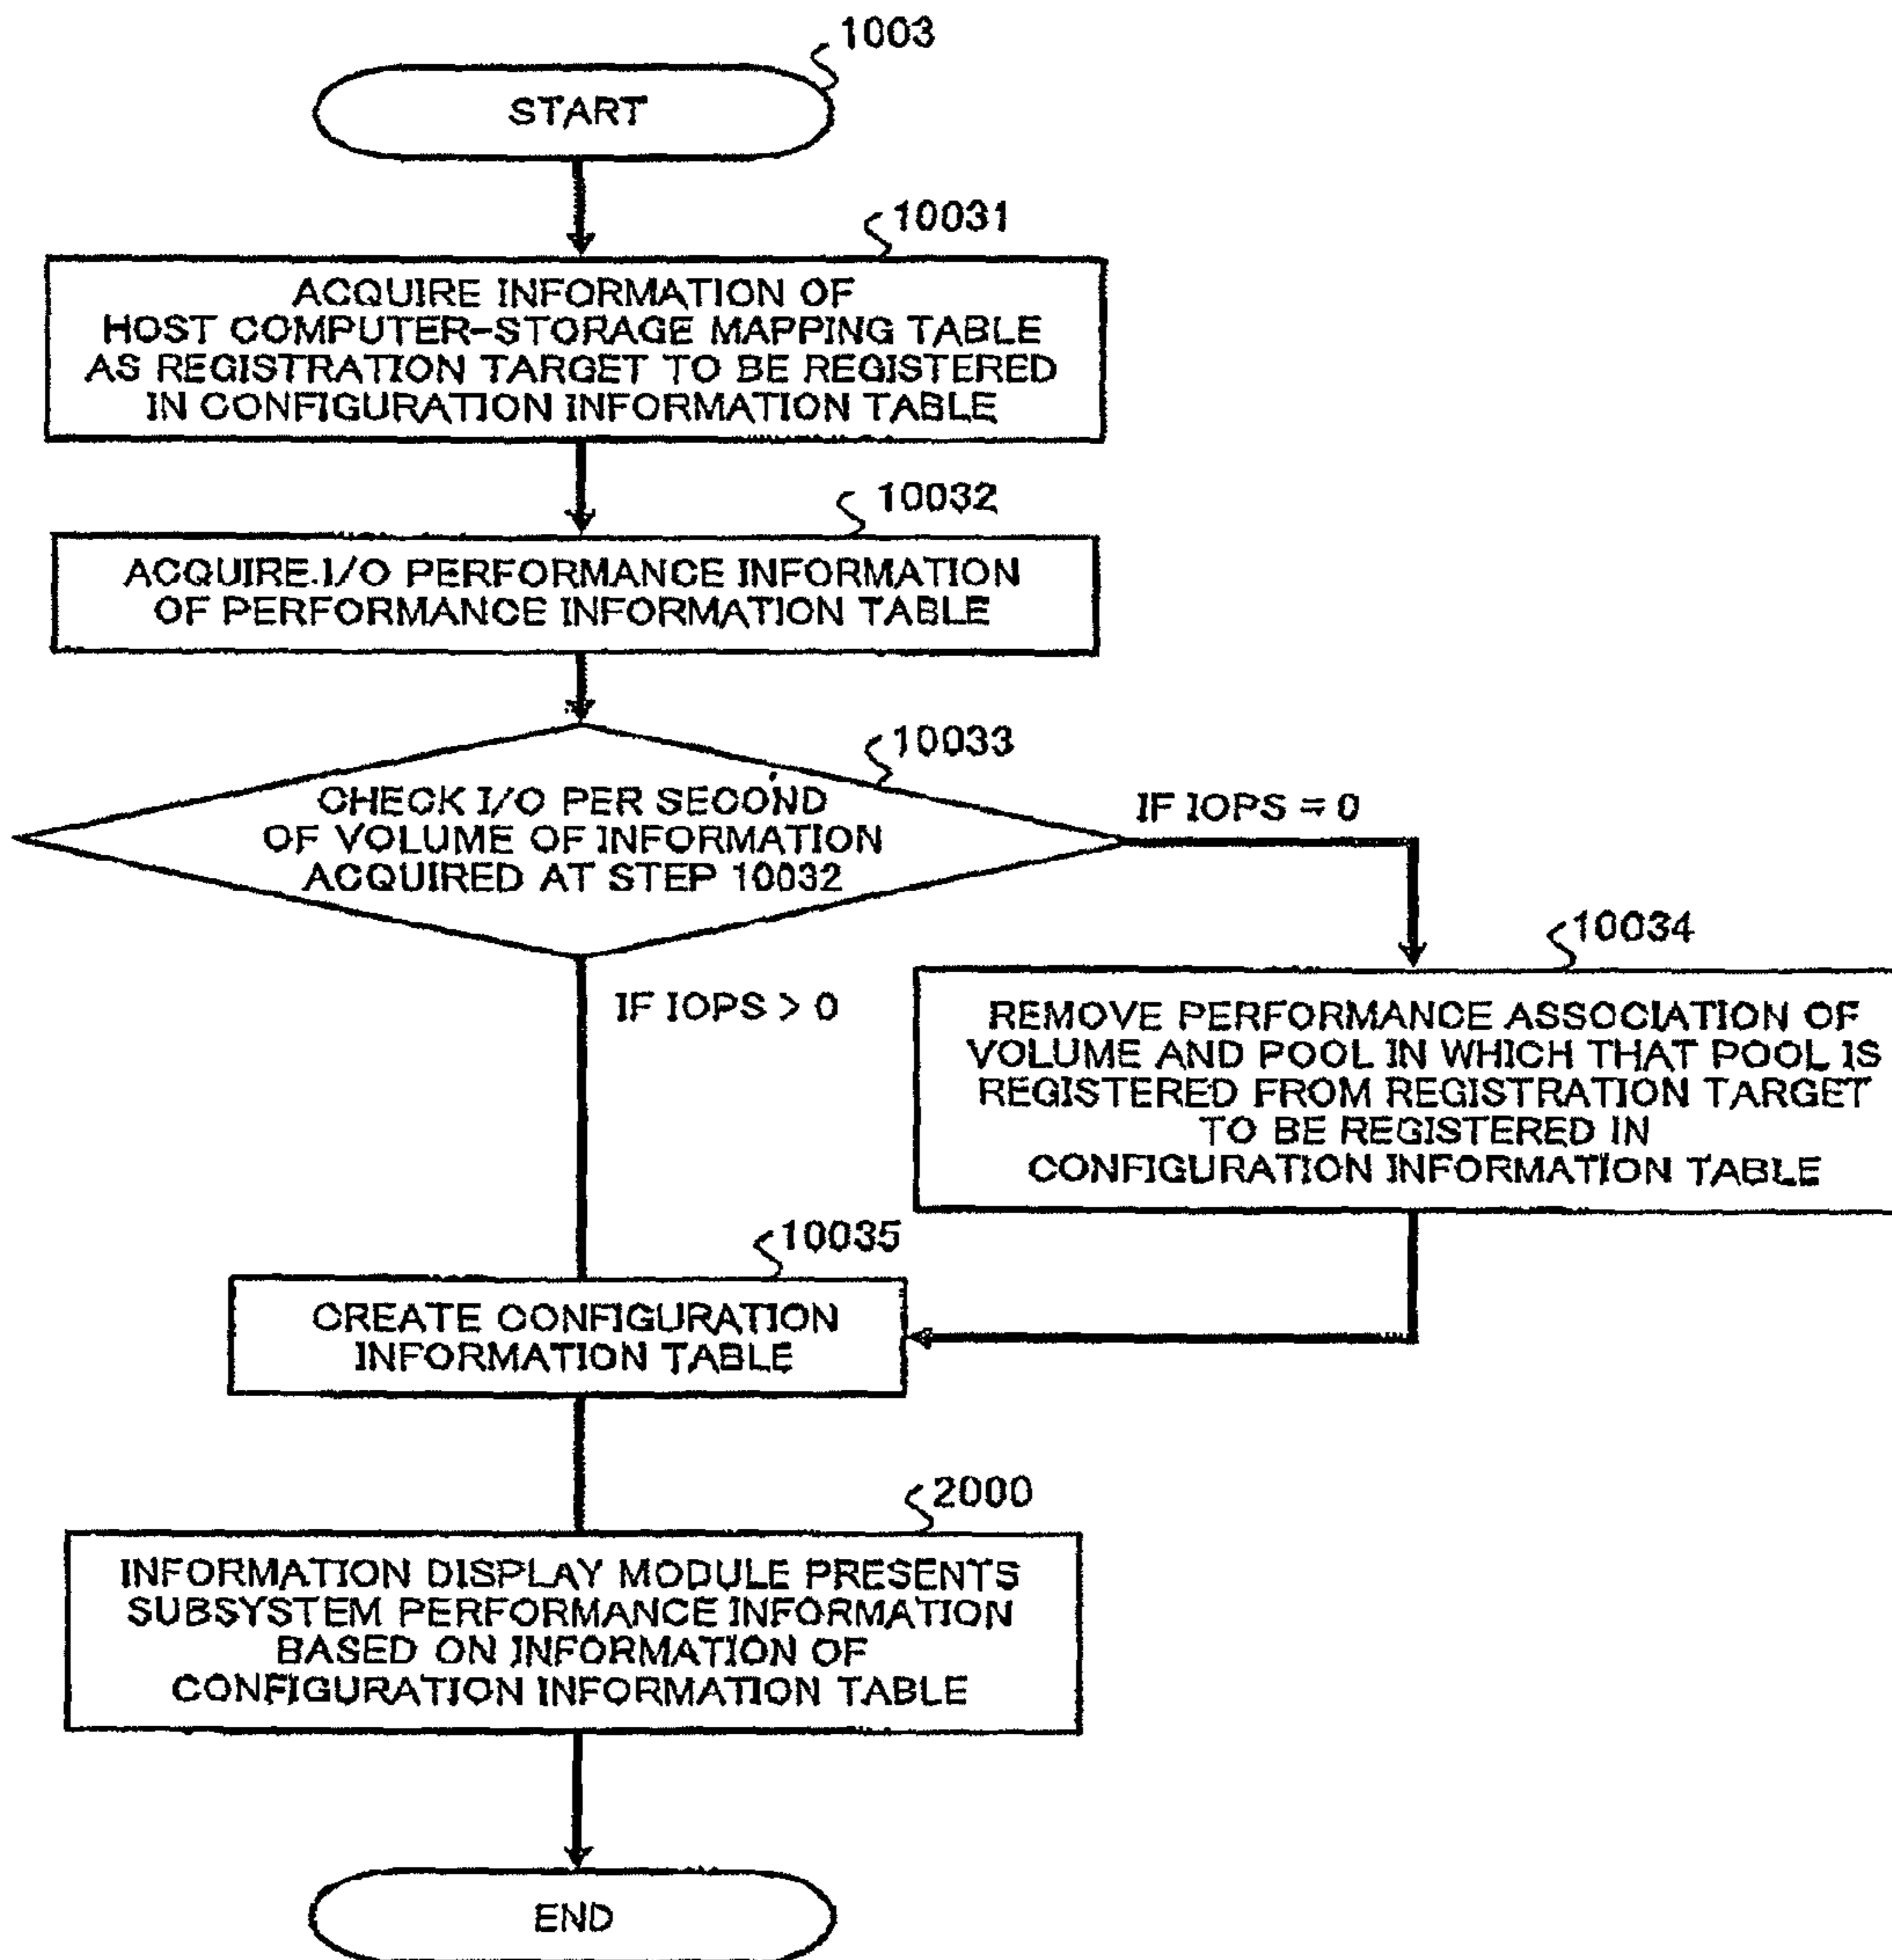 1003
START
10031
ACQUIRE INFORMATION OF
HOST COMPUTER-STORAGE MAPPING TABLE
AS REGISTRATION TARGET TO BE REGISTERED
IN CONFIGURATION INFORMATION TABLE
10032
ACQUIRE I/O PERFORMANCE INFORMATION
OF PERFORMANCE INFORMATION TABLE
10033
CHECK I/O PER SECOND
OF VOLUME OF INFORMATION
ACQUIRED AT STEP 10032
IF IOPS = 0
10034
REMOVE PERFORMANCE ASSOCIATION OF
VOLUME AND POOL IN WHICH THAT POOL IS
REGISTERED FROM REGISTRATION TARGET
TO BE REGISTERED IN
CONFIGURATION INFORMATION TABLE
IF IOPS > 0
10035
CREATE CONFIGURATION
INFORMATION TABLE
2000
INFORMATION DISPLAY MODULE PRESENTS
SUBSYSTEM PERFORMANCE INFORMATION
BASED ON INFORMATION OF
CONFIGURATION INFORMATION TABLE
END